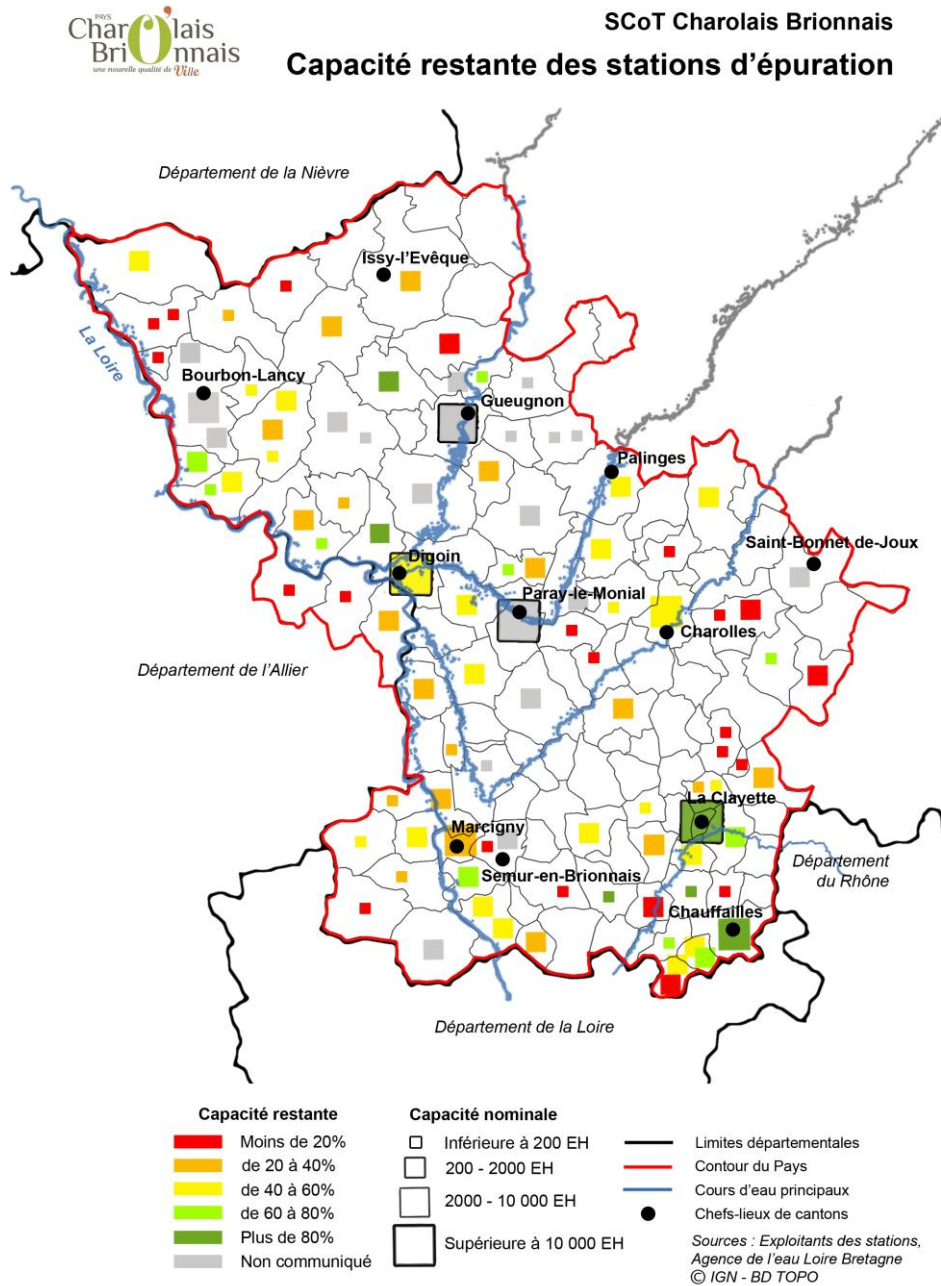 PAYS
Charolais
Brionnais
une nouvelle qualité de Ville
SCoT Charolais Brionnais
Capacité restante des stations d'épuration
Département de la Nièvre
Issy-l'Evêque
La Loire
Bourbon-Lancy
Gueugnon
Palinges
Saint-Bonnet de-Joux
Digoin
Paray-le-Monial
Charolles
Département de l'Allier
La Clayette
Marcigny
Semur-en-Brionnais
Département
du Rhône
Chauffailles
Département de la Loire
Capacité restante
Moins de 20%
de 20 à 40%
de 40 à 60%
de 60 à 80%
Plus de 80%
Non communiqué
Capacité nominale
Inférieure à 200 EH
200 - 2000 EH
2000 - 10 000 EH
Supérieure à 10 000 EH
Limites départementales
Contour du Pays
Cours d'eau principaux
Chefs-lieux de cantons
Sources : Exploitants des stations,
Agence de l'eau Loire Bretagne
© IGN - BD TOPO